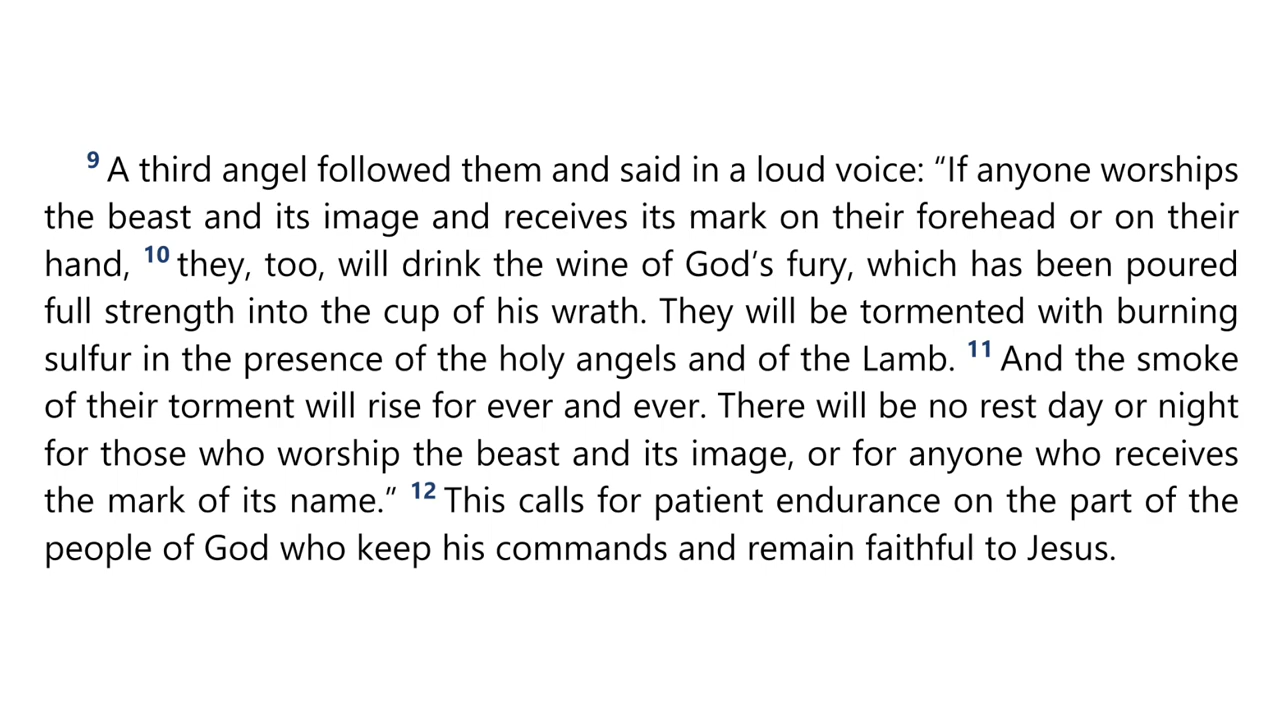 9 A third angel followed them and said in a loud voice: “If anyone worships
the beast and its image and receives its mark on their forehead or on their
hand, 10 they, too, will drink the wine of God’s fury, which has been poured
full strength into the cup of his wrath. They will be tormented with burning
sulfur in the presence of the holy angels and of the Lamb. 11 And the smoke
of their torment will rise for ever and ever. There will be no rest day or night
for those who worship the beast and its image, or for anyone who receives
the mark of its name.” 12 This calls for patient endurance on the part of the
people of God who keep his commands and remain faithful to Jesus.